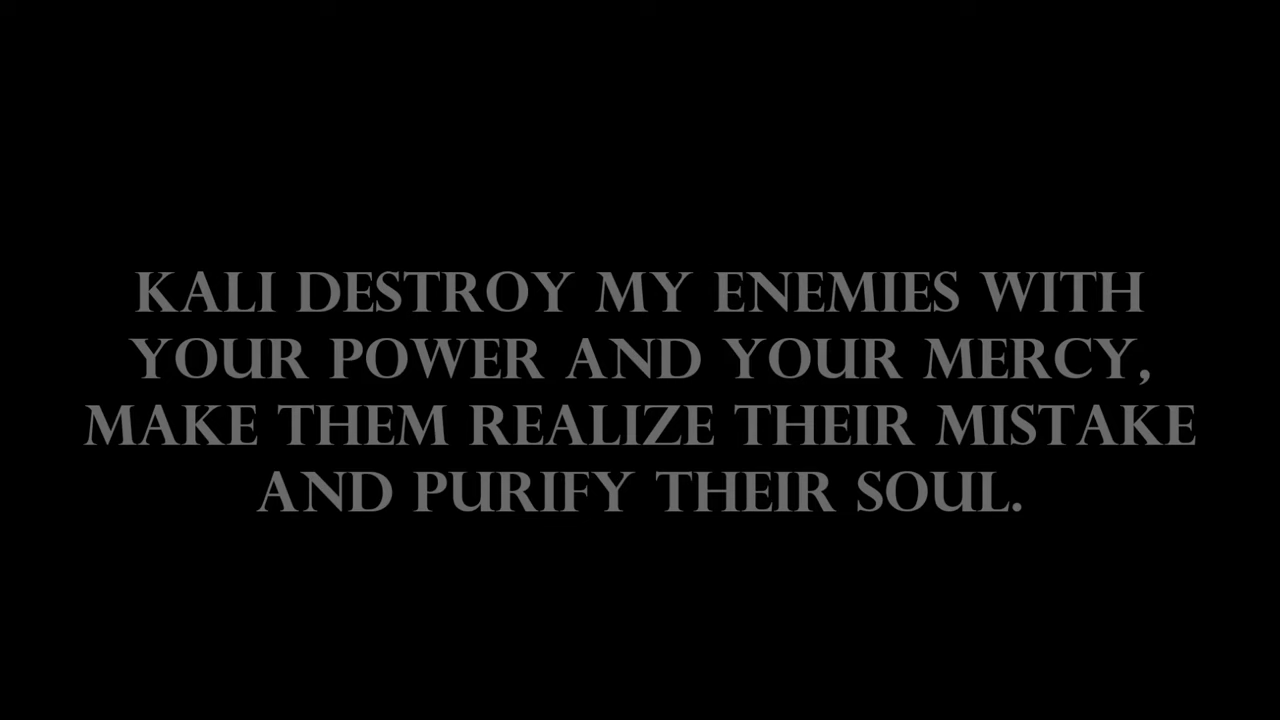 KALI DESTROY MY ENEMIES WITH
YOUR POWER AND YOUR MERCY,
MAKE THEM REALIZE THEIR MISTAKE
AND PURIFY THEIR SOUL.